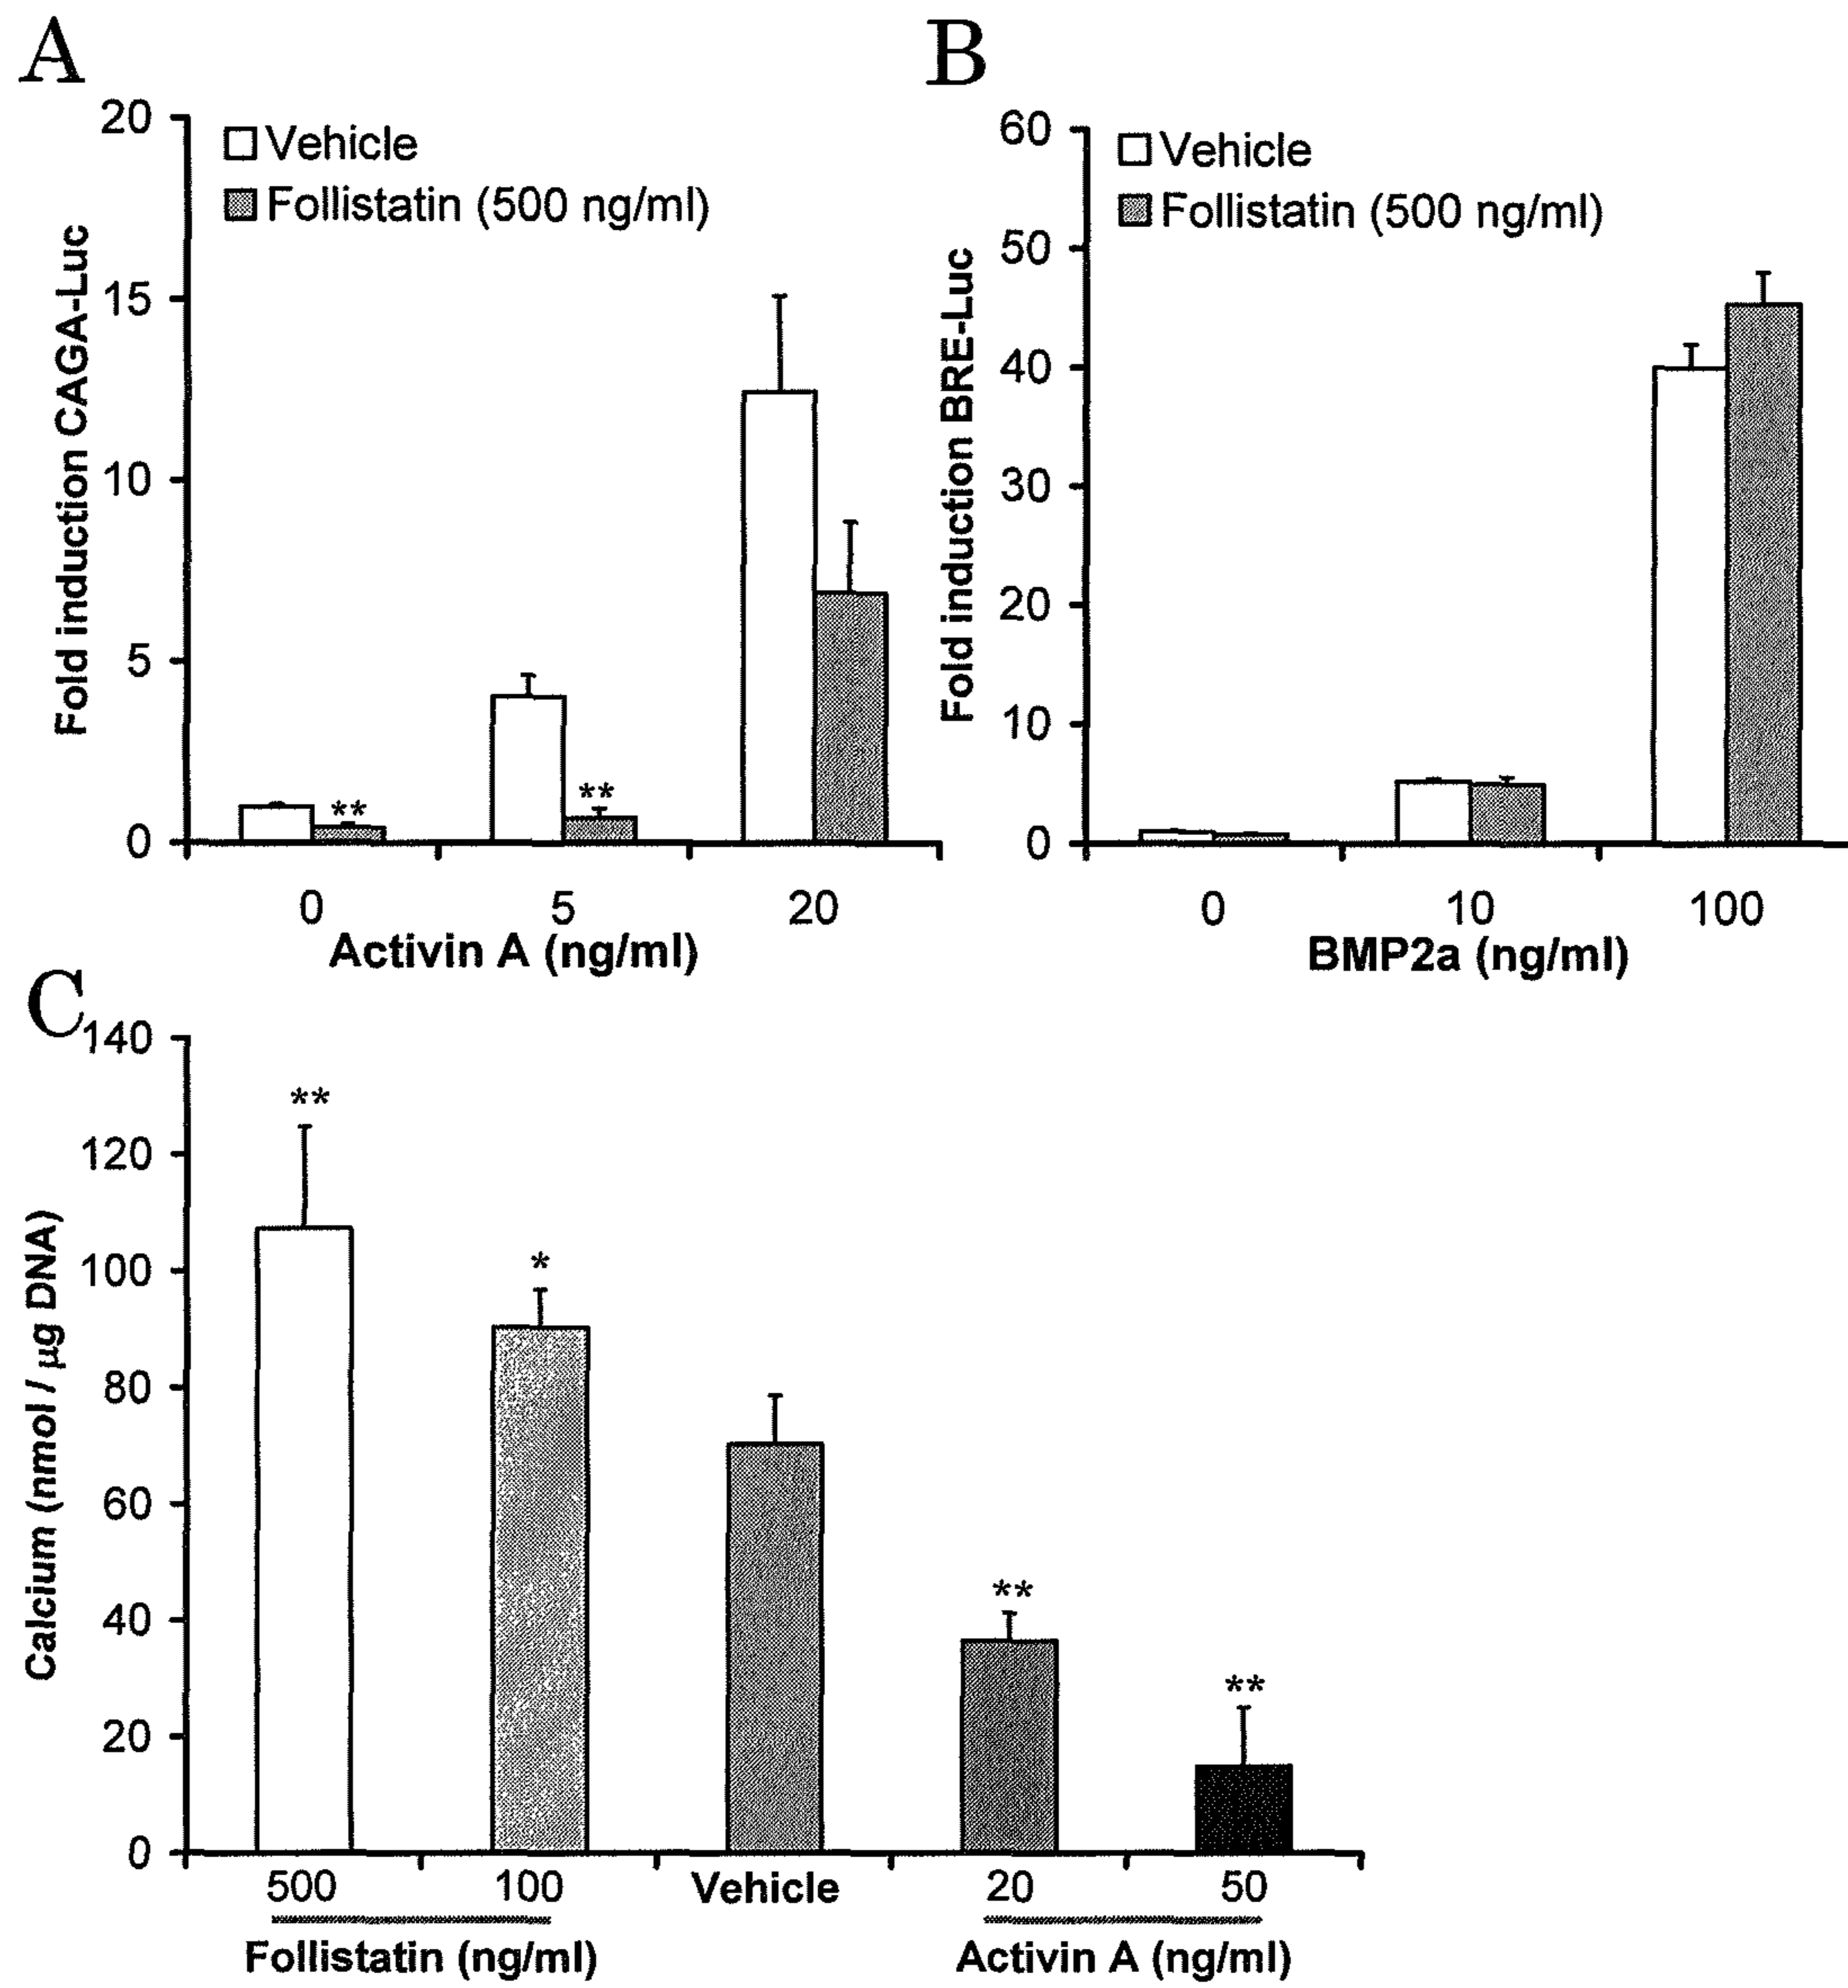 A
20
15
10
5
0
Fold induction CAGA-Luc
Vehicle
Follistatin (500 ng/ml)
**
**
0 5 20
Activin A (ng/ml)
B
60
50
40
30
20
10
0
Fold induction BRE-Luc
Vehicle
Follistatin (500 ng/ml)
0 10 100
BMP2a (ng/ml)
C
140
120
100
80
60
40
20
0
Calcium (nmol / µg DNA)
**
*
**
**
500 100 Vehicle 20 50
Follistatin (ng/ml) Activin A (ng/ml)